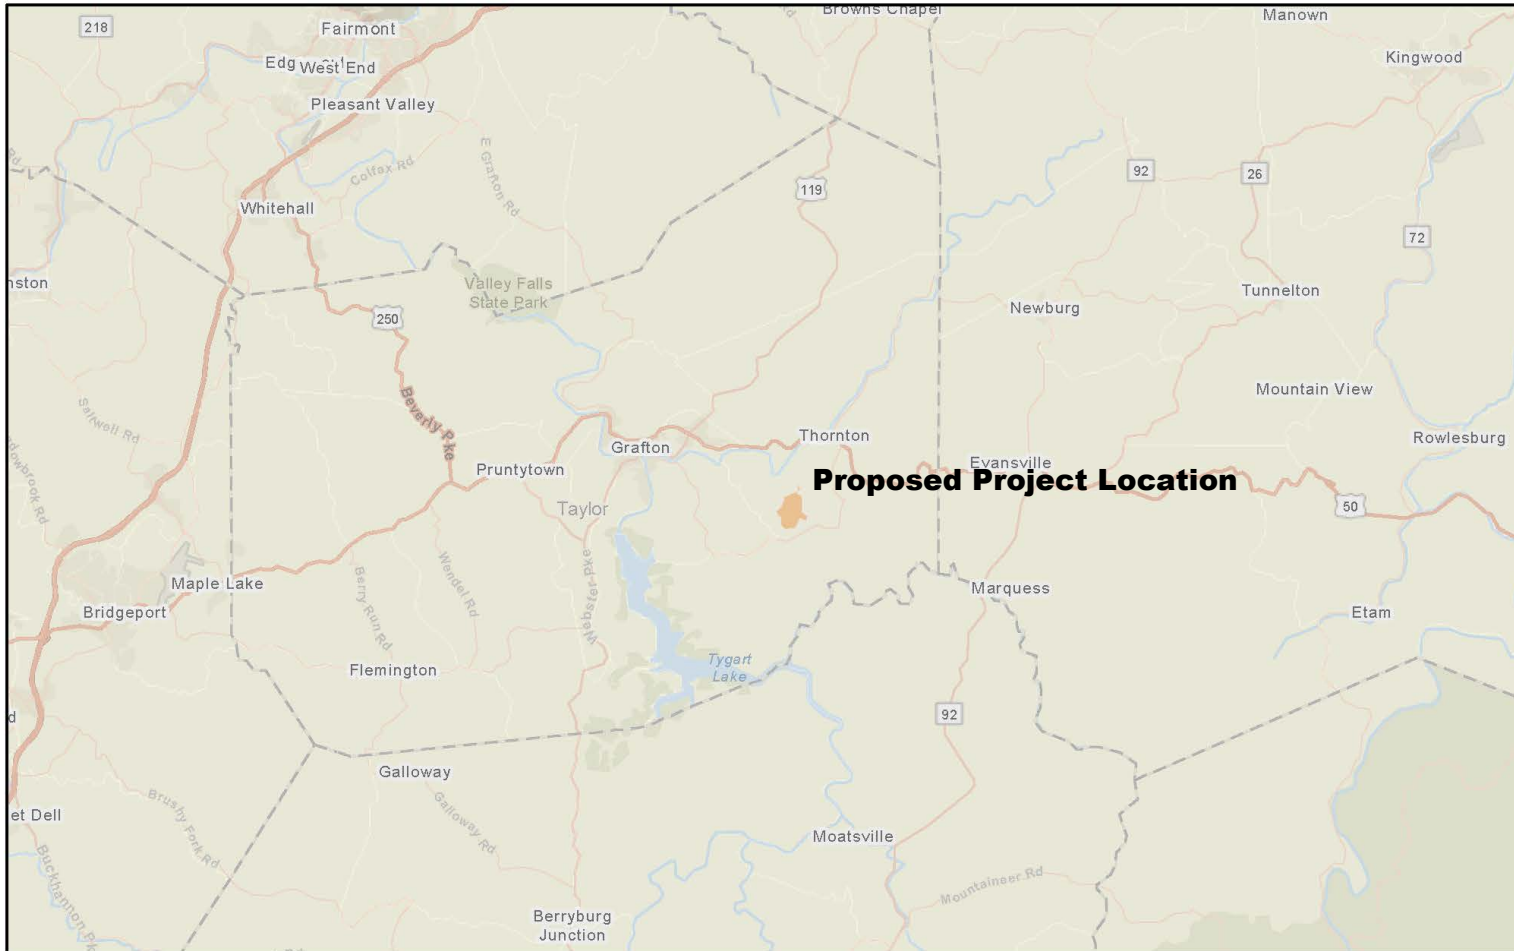 Browns Chapel
Manown
218
Fairmont
Kingwood
West End
Pleasant Valley
E Grafton Rd
Colfax Rd
92
26
119
Whitehall
72
Valley Falls
State Park
Tunnelton
250
Newburg
Beverly Pke
Mountain View
Saltwell Rd
Thornton
Rowlesburg
Grafton
Evansville
Pruntytown
Proposed Project Location
Taylor
50
Maple Lake
Wendel Rd
Webster Pke
Berry Run Rd
Marquess
Bridgeport
Etam
Flemington
Tygart
Lake
92
Galloway
Brushy Fork Rd
Galloway Rd
et Dell
Moatsville
Buckhannon Pk
Mountaineer Rd
Berryburg
Junction